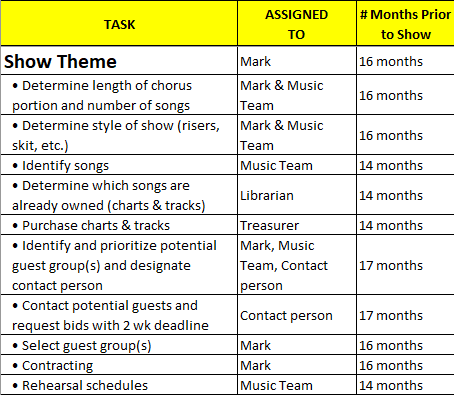 TASK ASSIGNED TO # Months Prior to Show
Show Theme Mark 16 months
• Determine length of chorus portion and number of songs Mark & Music Team 16 months
• Determine style of show (risers, skit, etc.) Mark & Music Team 16 months
• Identify songs Music Team 14 months
• Determine which songs are already owned (charts & tracks) Librarian 14 months
• Purchase charts & tracks Treasurer 14 months
• Identify and prioritize potential guest group(s) and designate contact person Mark, Music Team, Contact person 17 months
• Contact potential guests and request bids with 2 wk deadline Contact person 17 months
• Select guest group(s) Mark 16 months
• Contracting Mark 16 months
• Rehearsal schedules Music Team 14 months